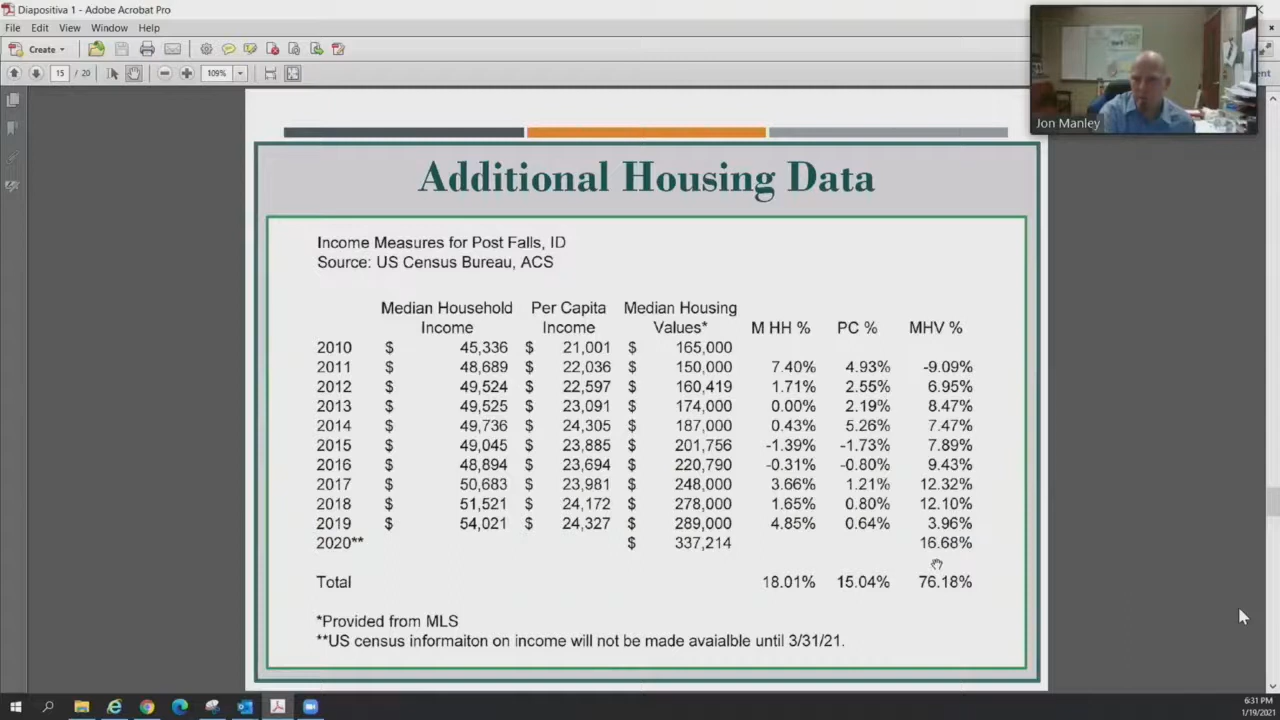 Diapositiva 1 - Adobe Acrobat Pro
File Edit View Window Help
Create
15 / 20 109%
Jon Manley
Additional Housing Data
Income Measures for Post Falls, ID
Source: US Census Bureau, ACS
Median Household Per Capita Median Housing
Income Income Values* M HH % PC % MHV %
2010 $ 45,336 $ 21,001 $ 165,000
2011 $ 48,689 $ 22,036 $ 150,000 7.40% 4.93% -9.09%
2012 $ 49,524 $ 22,597 $ 160,419 1.71% 2.55% 6.95%
2013 $ 49,525 $ 23,091 $ 174,000 0.00% 2.19% 8.47%
2014 $ 49,736 $ 24,305 $ 187,000 0.43% 5.26% 7.47%
2015 $ 49,045 $ 23,885 $ 201,756 -1.39% -1.73% 7.89%
2016 $ 48,894 $ 23,694 $ 220,790 -0.31% -0.80% 9.43%
2017 $ 50,683 $ 23,981 $ 248,000 3.66% 1.21% 12.32%
2018 $ 51,521 $ 24,172 $ 278,000 1.65% 0.80% 12.10%
2019 $ 54,021 $ 24,327 $ 289,000 4.85% 0.64% 3.96%
2020** $ 337,214 16.68%
Total 18.01% 15.04% 76.18%
*Provided from MLS
**US census informaiton on income will not be made avaialble until 3/31/21.
6:31 PM
1/19/2021